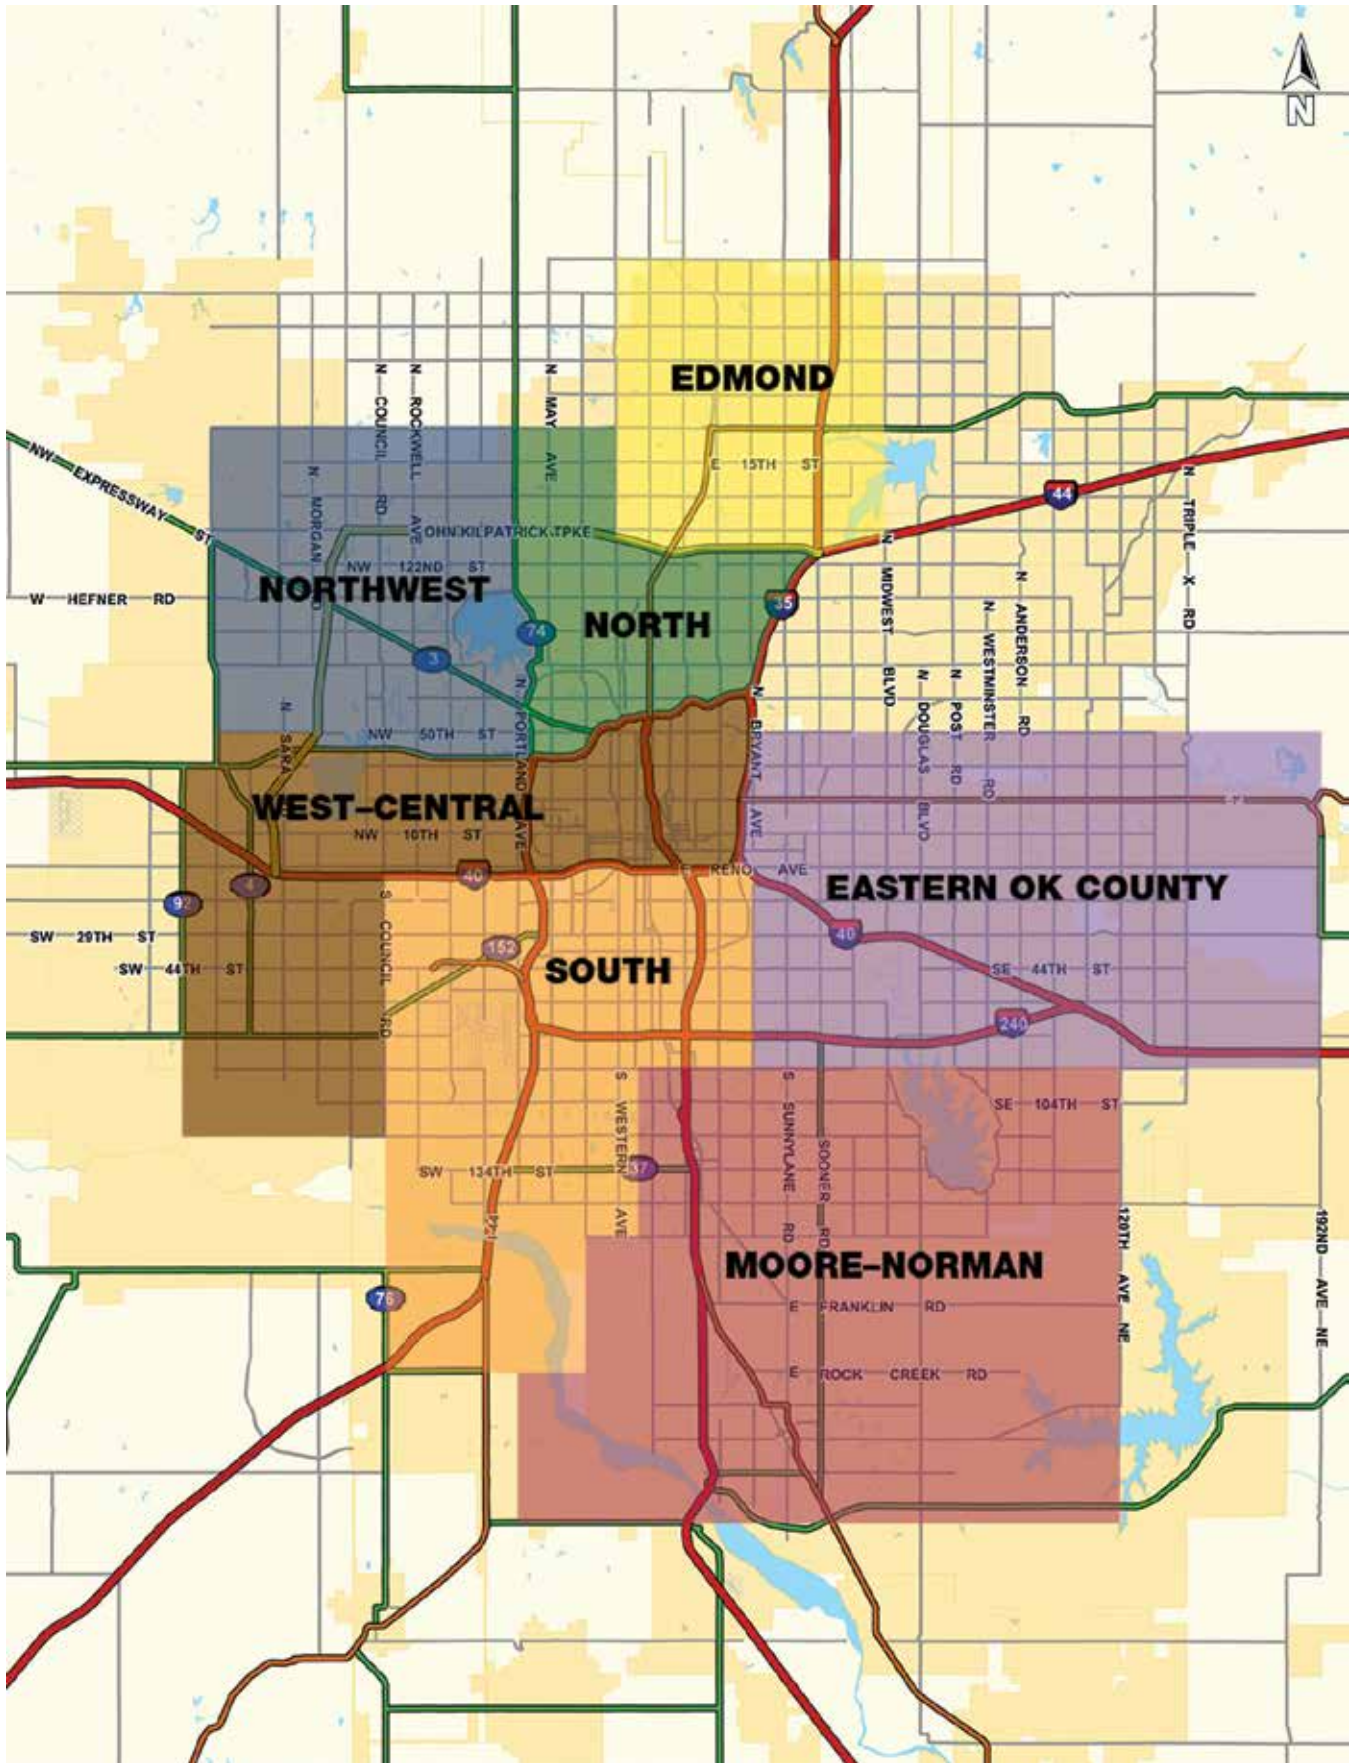 N
EDMOND
N COUNCIL RD
N ROCKWELL AVE
N MAY AVE
E 15TH ST
NW EXPRESSWAY ST
N MORGAN RD
44
N TRIPLE X RD
OHN KILPATRICK TPKE
NW 122ND ST
NORTHWEST
W HEFNER RD
NORTH
74
35
3
N MIDWEST BLVD
N ANDERSON RD
N WESTMINSTER RD
N POST RD
N DOUGLAS BLVD
N SARA
NW 50TH ST
N PORTLAND AVE
N BRYANT AVE
WEST–CENTRAL
NW 10TH ST
40
E RENO AVE
EASTERN OK COUNTY
4
92
S COUNCIL RD
SW 29TH ST
SW 44TH ST
152
SOUTH
40
SE 44TH ST
240
S WESTERN AVE
S SUNNYLANE RD
SOONER RD
SE 104TH ST
SW 134TH ST
37
120TH AVE NE
192ND AVE NE
MOORE–NORMAN
76
E FRANKLIN RD
E ROCK CREEK RD